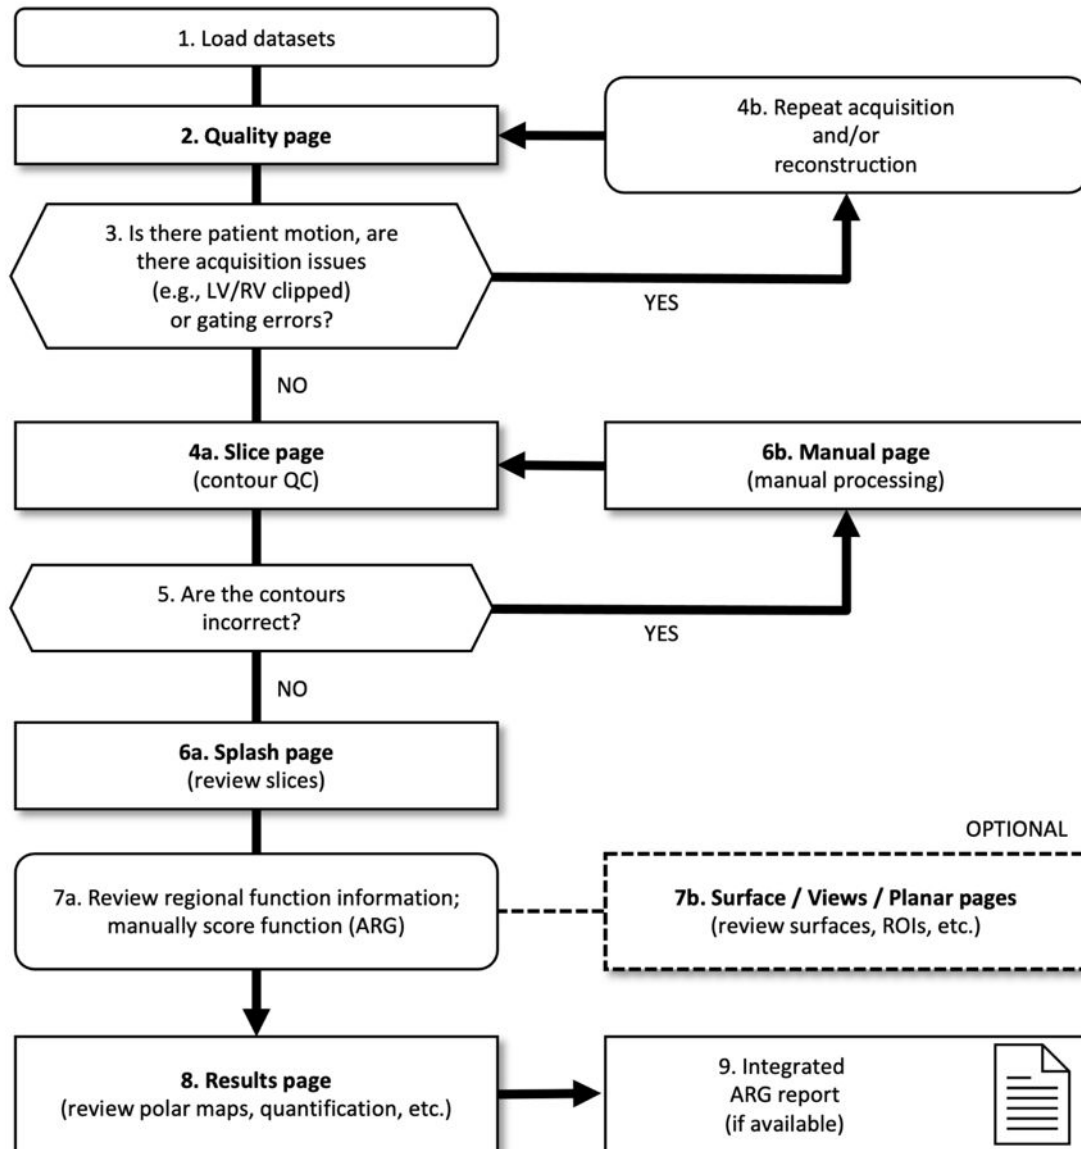 1. Load datasets
2. Quality page
4b. Repeat acquisition
and/or
reconstruction
3. Is there patient motion, are
there acquisition issues
(e.g., LV/RV clipped)
or gating errors?
YES
NO
4a. Slice page
(contour QC)
6b. Manual page
(manual processing)
5. Are the contours
incorrect?
YES
NO
6a. Splash page
(review slices)
OPTIONAL
7a. Review regional function information;
manually score function (ARG)
7b. Surface / Views / Planar pages
(review surfaces, ROIs, etc.)
8. Results page
(review polar maps, quantification, etc.)
9. Integrated
ARG report
(if available)